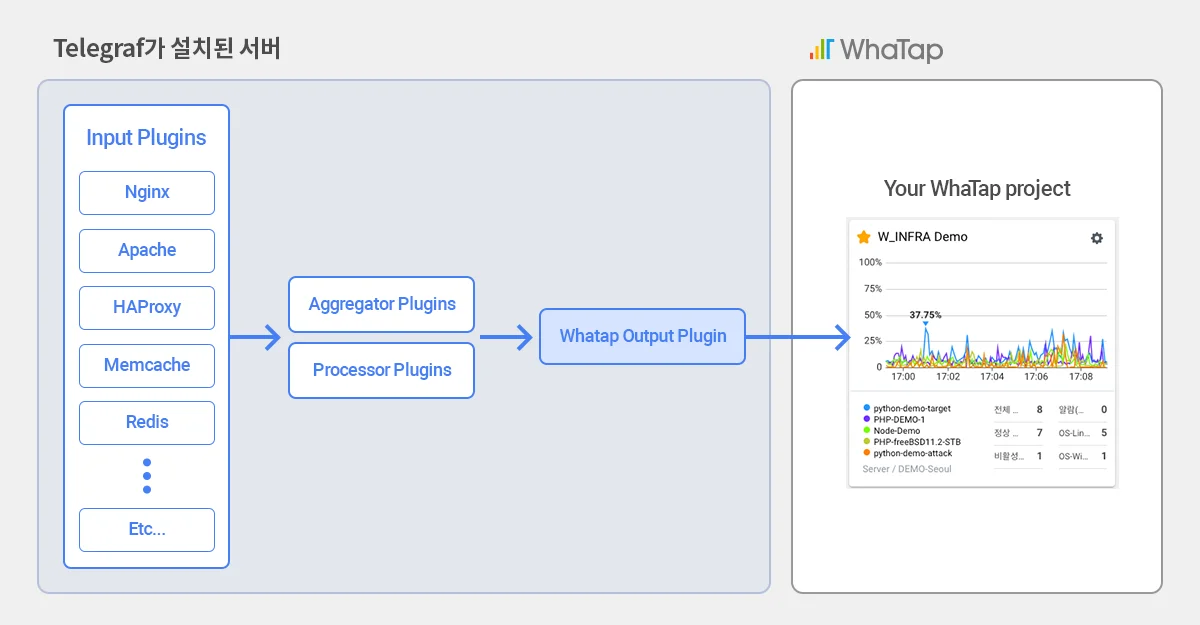 Telegraf가 설치된 서버
WhaTap
Input Plugins
Nginx
Apache
HAProxy
Memcache
Redis
Etc...
Aggregator Plugins
Processor Plugins
Whatap Output Plugin
Your WhaTap project
W_INFRA Demo
100%
75%
50%
37.75%
25%
0
17:00 17:02 17:04 17:06 17:08
python-demo-target
PHP-DEMO-1
Node-Demo
PHP-freeBSD11.2-STB
python-demo-attack
Server / DEMO-Seoul
전체 ... 8 알람(... 0
정상 ... 7 OS-Lin... 5
비활성... 1 OS-Wi... 1